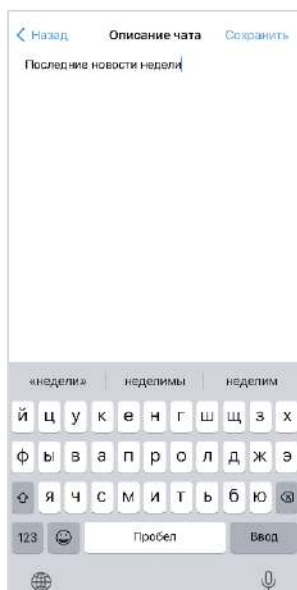 Назад Описание чата Сохранить
Последние новости недели
«недели» неделимы неделим
й ц у к е н г ш щ з х
ф ы в а п р о л д ж э
я ч с м и т ь б ю
123 Пробел Ввод